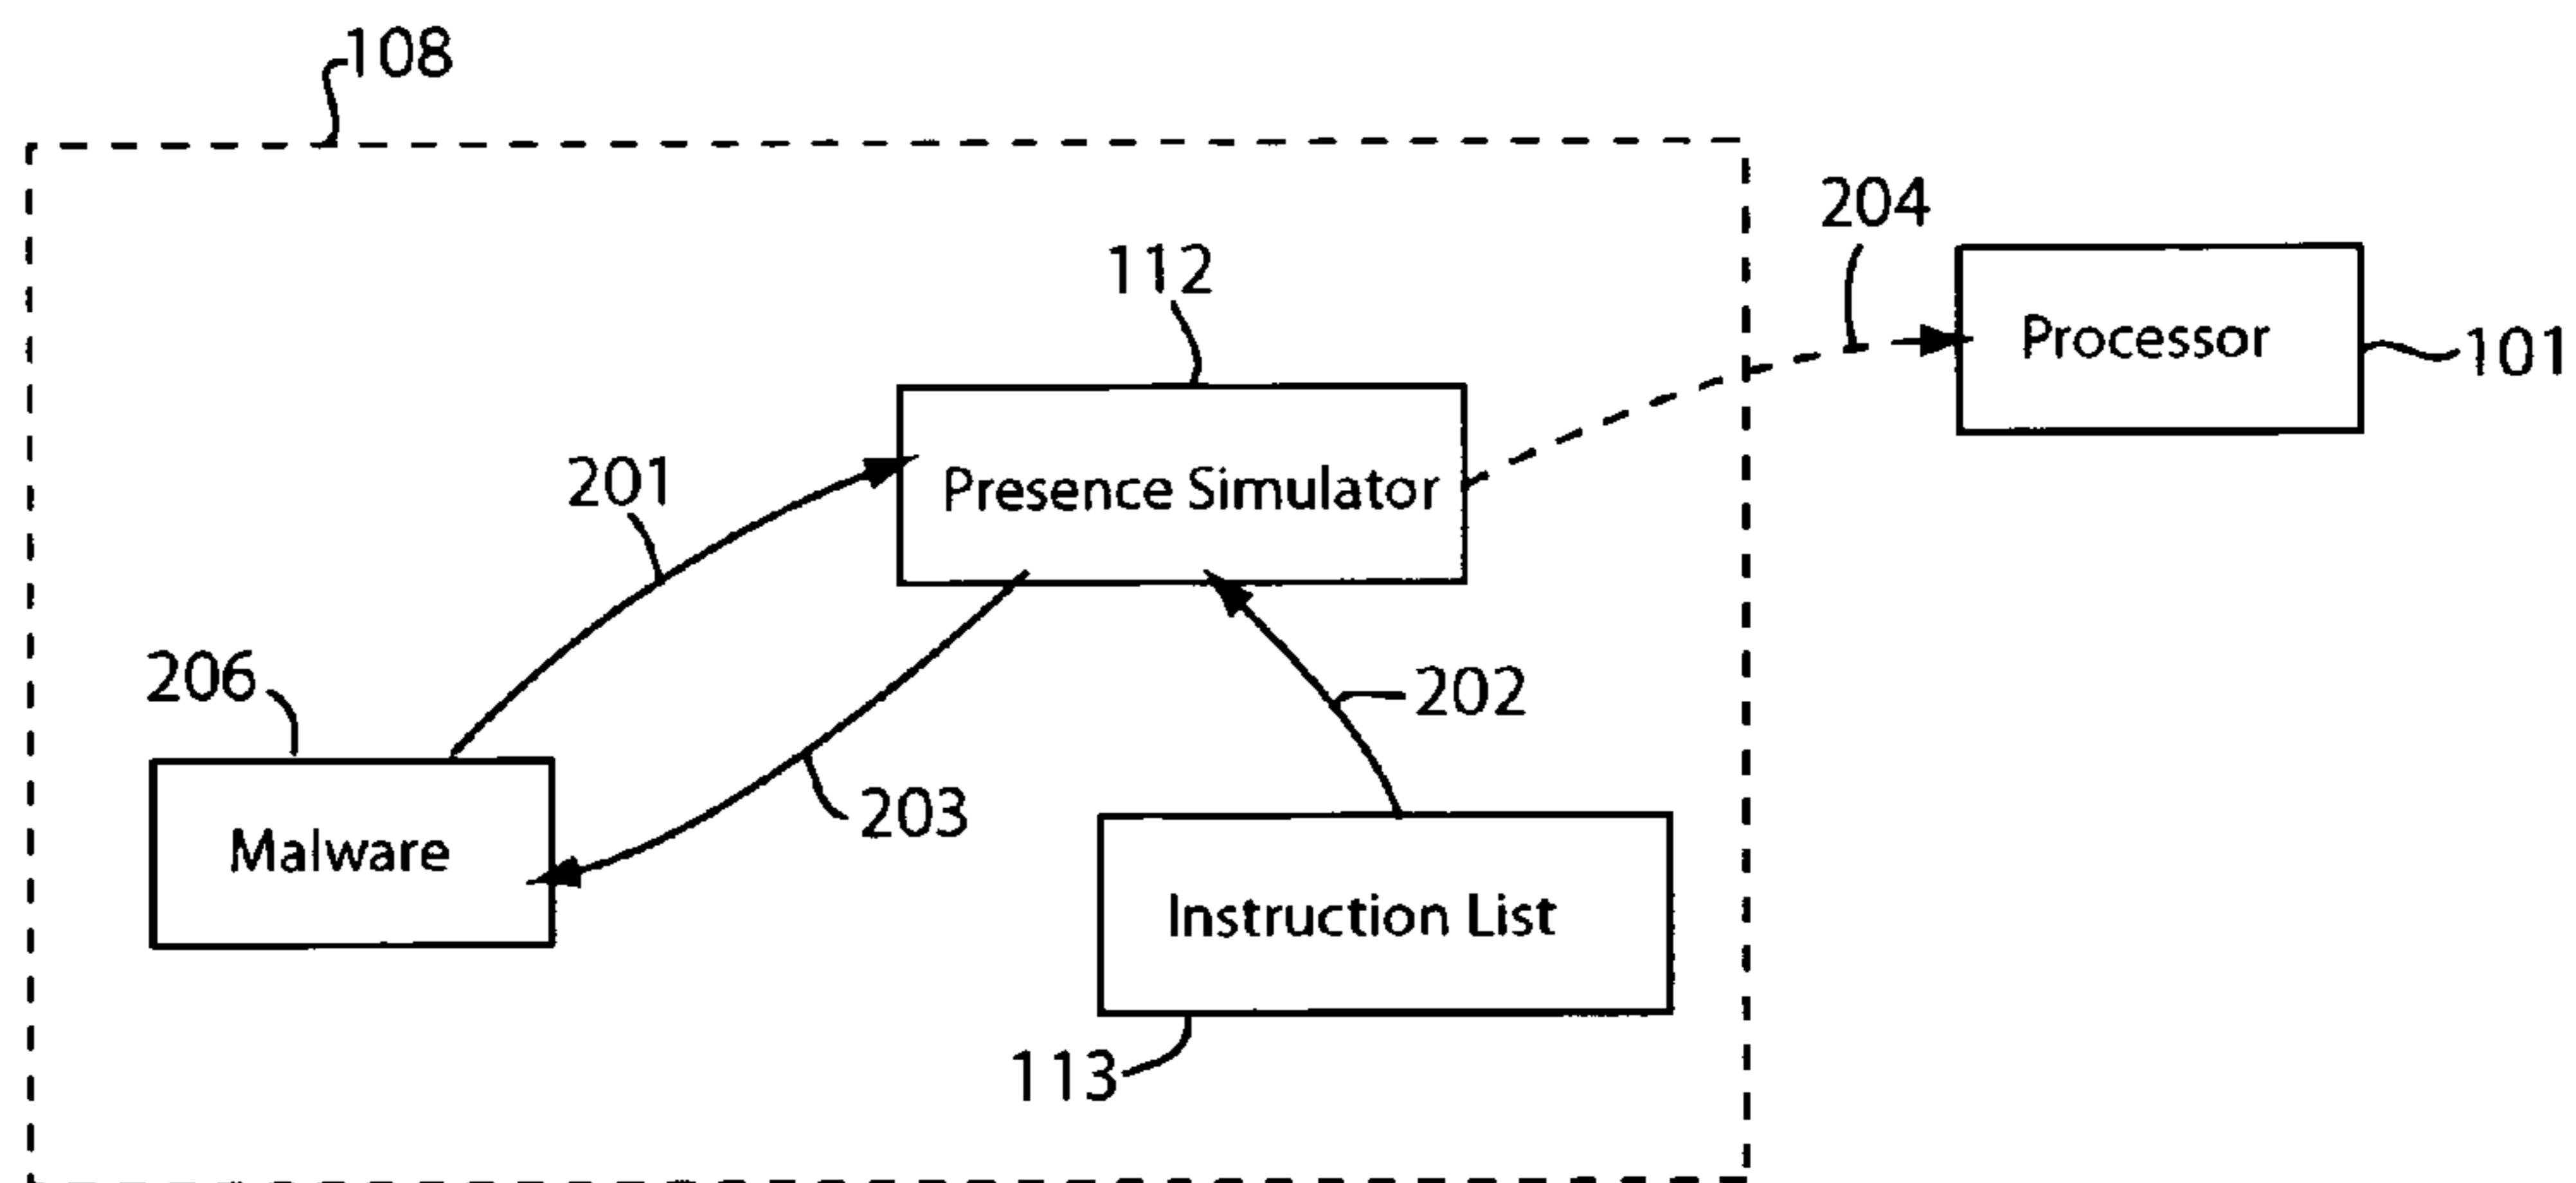 108
204
112
Processor
101
Presence Simulator
201
206
202
203
Malware
Instruction List
113